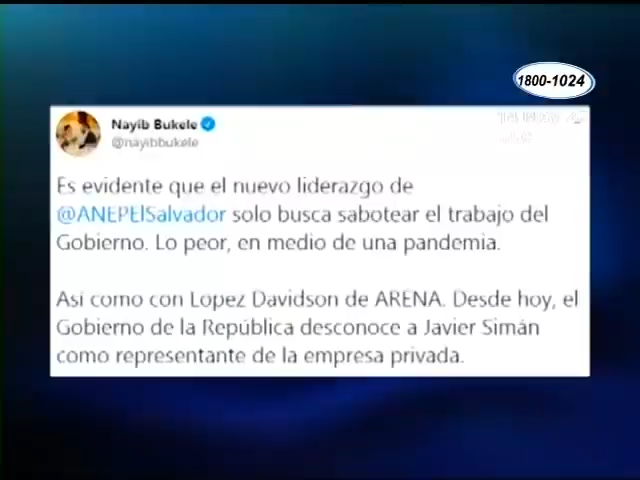 1800-1024
Nayib Bukele
@nayibbukele
Es evidente que el nuevo liderazgo de
@ANEPElSalvador solo busca sabotear el trabajo del
Gobierno. Lo peor, en medio de una pandemia.
Así como con Lopez Davidson de ARENA. Desde hoy, el
Gobierno de la República desconoce a Javier Simán
como representante de la empresa privada.